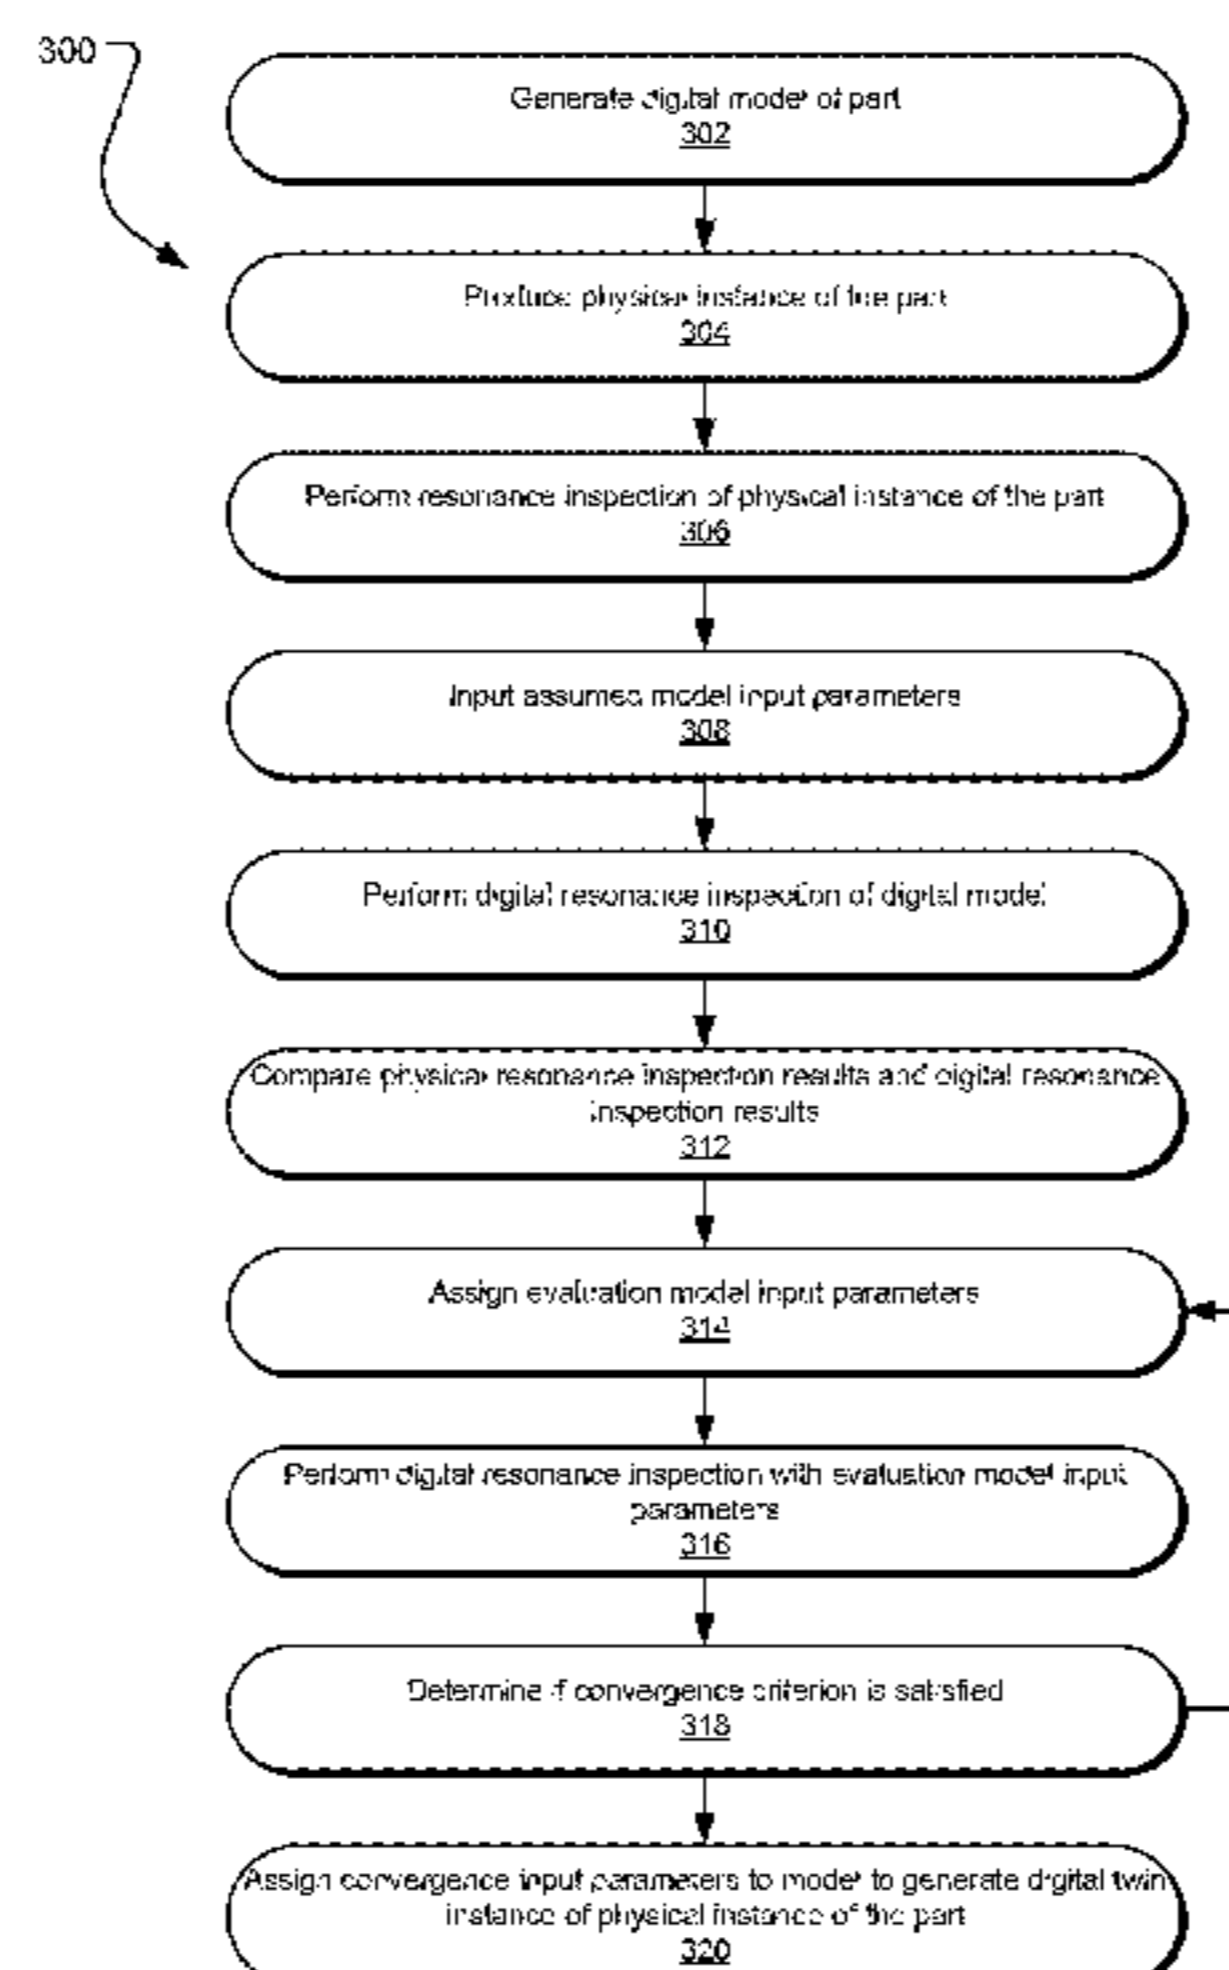 300
Generate digital model of part
302
Produce physical instance of the part
304
Perform resonance inspection of physical instance of the part
306
Input assumed model input parameters
308
Perform digital resonance inspection of digital model
310
Compare physical resonance inspection results and digital resonance
inspection results
312
Assign evaluation model input parameters
314
Perform digital resonance inspection with evaluation model input
parameters
316
Determine if convergence criterion is satisfied
318
Assign convergence input parameters to model to generate digital twin
instance of physical instance of the part
320